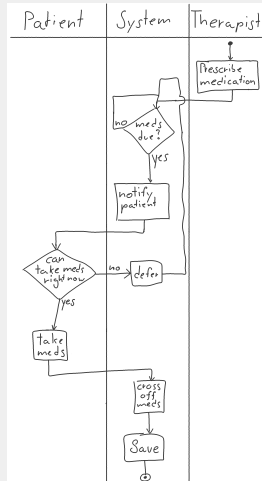 Patient
System
Therapist
Prescribe
medication
no
meds
due?
yes
notify
patient
can
take meds
right now
no
defer
yes
take
meds
cross
off
meds
Save